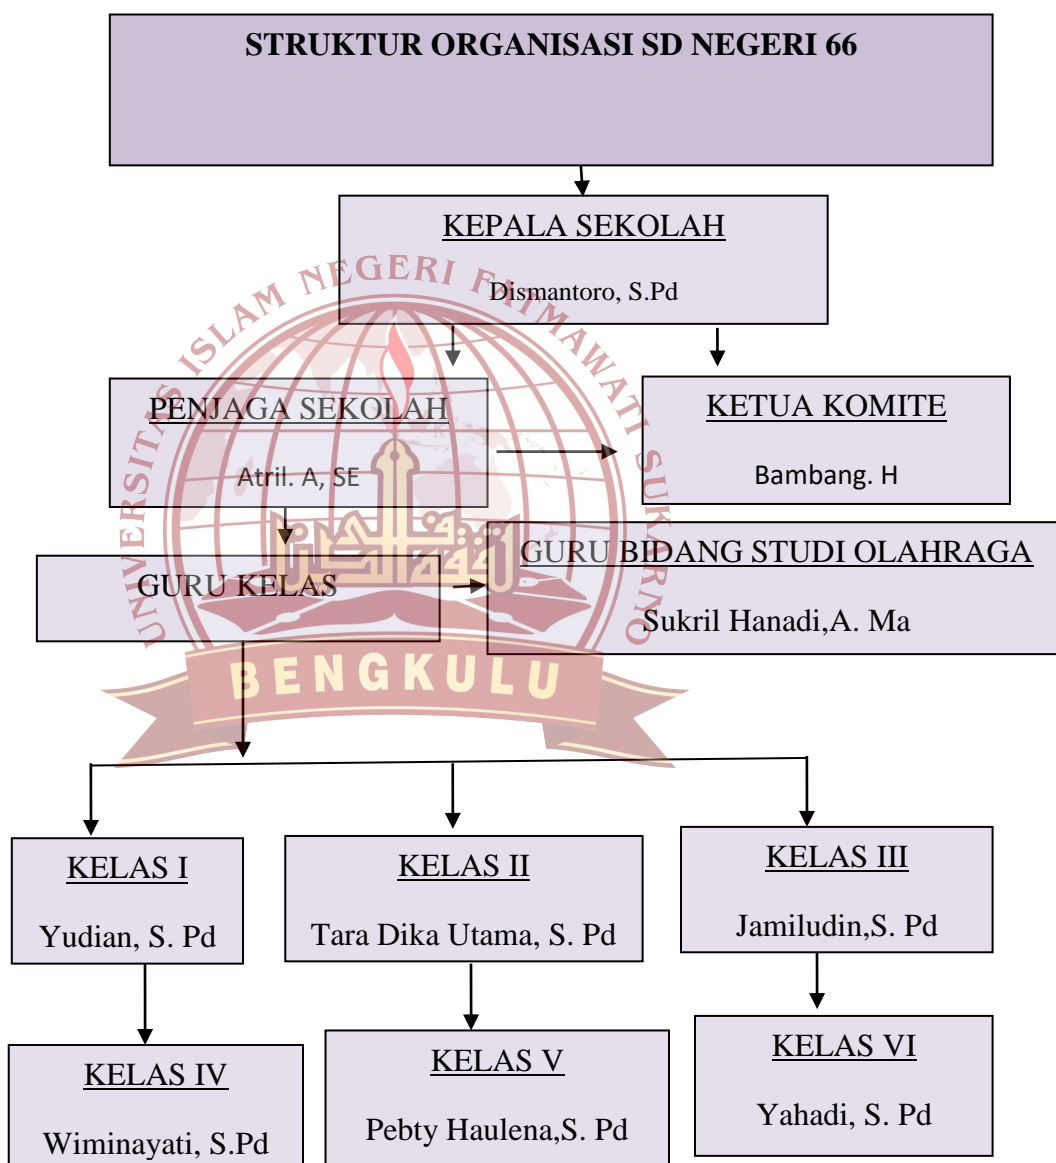 STRUKTUR ORGANISASI SD NEGERI 66
KEPALA SEKOLAH
Dismantoro, S.Pd
PENJAGA SEKOLAH
Atril. A, SE
KETUA KOMITE
Bambang. H
GURU KELAS
GURU BIDANG STUDI OLAHRAGA
Sukril Hanadi,A. Ma
UNIVERSITAS ISLAM NEGERI FATMAWATI SUKARNO
BENGKULU
KELAS I
Yudian, S. Pd
KELAS II
Tara Dika Utama, S. Pd
KELAS III
Jamiludin,S. Pd
KELAS IV
Wiminayati, S.Pd
KELAS V
Pebty Haulena,S. Pd
KELAS VI
Yahadi, S. Pd